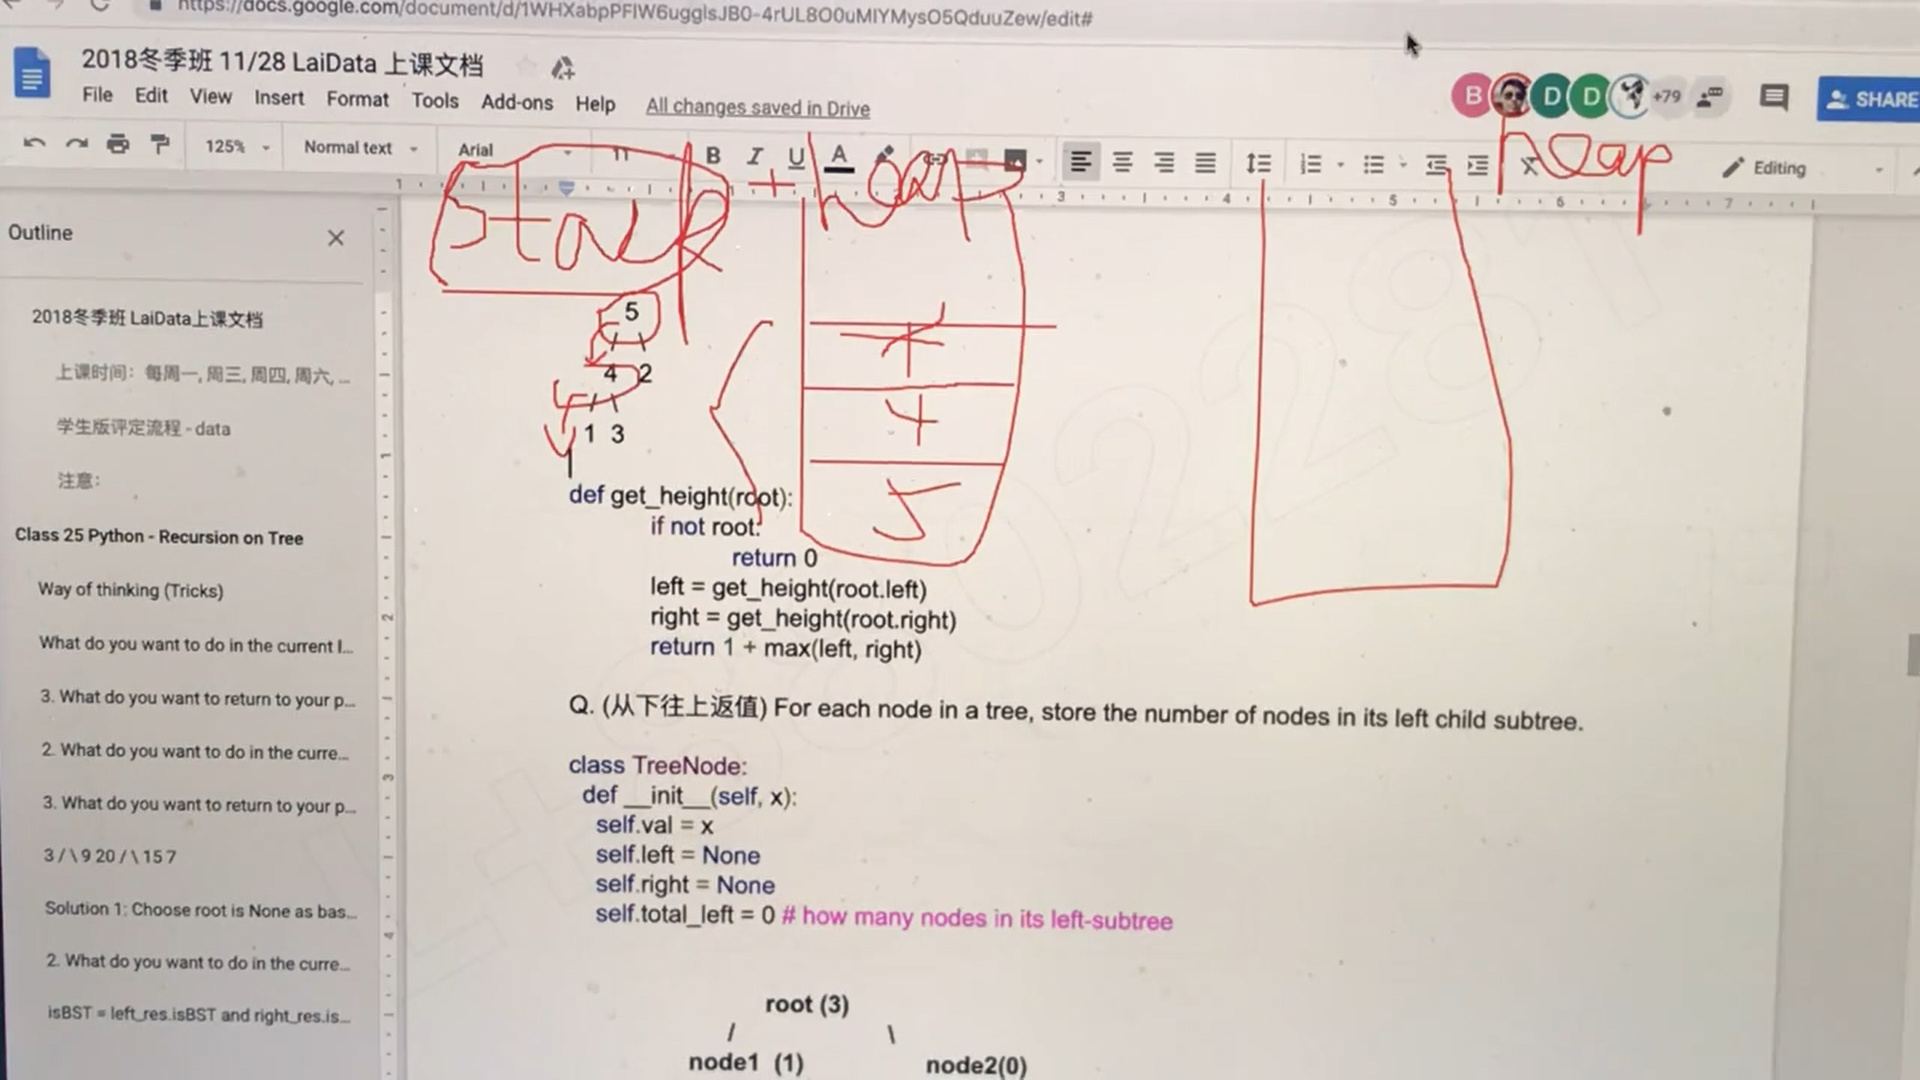 https://docs.google.com/document/d/1WHXabpPFIW6ugglsJB0-4rUL8O0uMIYMysO5QduuZew/edit#
2018冬季班 11/28 LaiData 上课文档
File Edit View Insert Format Tools Add-ons Help All changes saved in Drive
B D D +79 SHARE
125% Normal text Arial 11 B I U A Editing
Stack + heap heap
1 3 4 5 6 7
Outline
2018冬季班 LaiData上课文档
上课时间：每周一, 周三, 周四, 周六, ...
学生版评定流程 - data
注意：
Class 25 Python - Recursion on Tree
Way of thinking (Tricks)
What do you want to do in the current l...
3. What do you want to return to your p...
2. What do you want to do in the curre...
3. What do you want to return to your p...
3 / \ 9 20 / \ 15 7
Solution 1: Choose root is None as bas...
2. What do you want to do in the curre...
isBST = left_res.isBST and right_res.is...
5
/ \
4 2
/ \
1 3
4
5
def get_height(root):
if not root:
return 0
left = get_height(root.left)
right = get_height(root.right)
return 1 + max(left, right)
Q. (从下往上返值) For each node in a tree, store the number of nodes in its left child subtree.
class TreeNode:
def __init__(self, x):
self.val = x
self.left = None
self.right = None
self.total_left = 0 # how many nodes in its left-subtree
root (3)
/ \
node1 (1) node2(0)